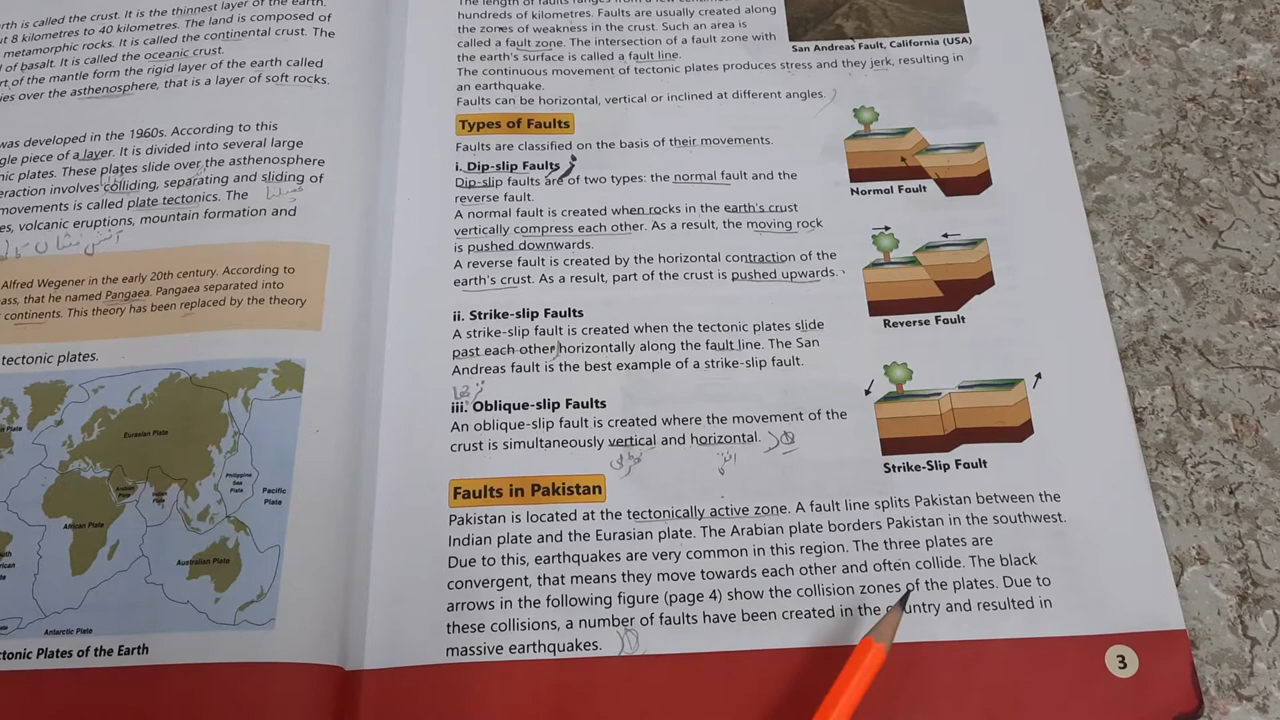 rth is called the crust. It is the thinnest layer of the earth.
ut 8 kilometres to 40 kilometres. The land is composed of
metamorphic rocks. It is called the continental crust. The
of basalt. It is called the oceanic crust.
rt of the mantle form the rigid layer of the earth called
ies over the asthenosphere, that is a layer of soft rocks.
was developed in the 1960s. According to this
gle piece of a layer. It is divided into several large
nic plates. These plates slide over the asthenosphere
eraction involves colliding, separating and sliding of
movements is called plate tectonics. The
es, volcanic eruptions, mountain formation and
آتش فشاں
Alfred Wegener in the early 20th century. According to
ass, that he named Pangaea. Pangaea separated into
continents. This theory has been replaced by the theory
tectonic plates.
Eurasian Plate
Philippine
Sea
Plate
Pacific
Plate
Arabian
Plate
Indian
Plate
African Plate
Australian Plate
Antarctic Plate
tonic Plates of the Earth
hundreds of kilometres. Faults are usually created along
the zones of weakness in the crust. Such an area is
called a fault zone. The intersection of a fault zone with
the earth's surface is called a fault line.
The continuous movement of tectonic plates produces stress and they jerk, resulting in
an earthquake.
Faults can be horizontal, vertical or inclined at different angles.
San Andreas Fault, California (USA)
Types of Faults
Faults are classified on the basis of their movements.
i. Dip-slip Faults
Dip-slip faults are of two types: the normal fault and the
reverse fault.
A normal fault is created when rocks in the earth's crust
vertically compress each other. As a result, the moving rock
is pushed downwards.
A reverse fault is created by the horizontal contraction of the
earth's crust. As a result, part of the crust is pushed upwards.
Normal Fault
Reverse Fault
ii. Strike-slip Faults
A strike-slip fault is created when the tectonic plates slide
past each other horizontally along the fault line. The San
Andreas fault is the best example of a strike-slip fault.
iii. Oblique-slip Faults
An oblique-slip fault is created where the movement of the
crust is simultaneously vertical and horizontal.
Strike-Slip Fault
Faults in Pakistan
Pakistan is located at the tectonically active zone. A fault line splits Pakistan between the
Indian plate and the Eurasian plate. The Arabian plate borders Pakistan in the southwest.
Due to this, earthquakes are very common in this region. The three plates are
convergent, that means they move towards each other and often collide. The black
arrows in the following figure (page 4) show the collision zones of the plates. Due to
these collisions, a number of faults have been created in the country and resulted in
massive earthquakes.
3